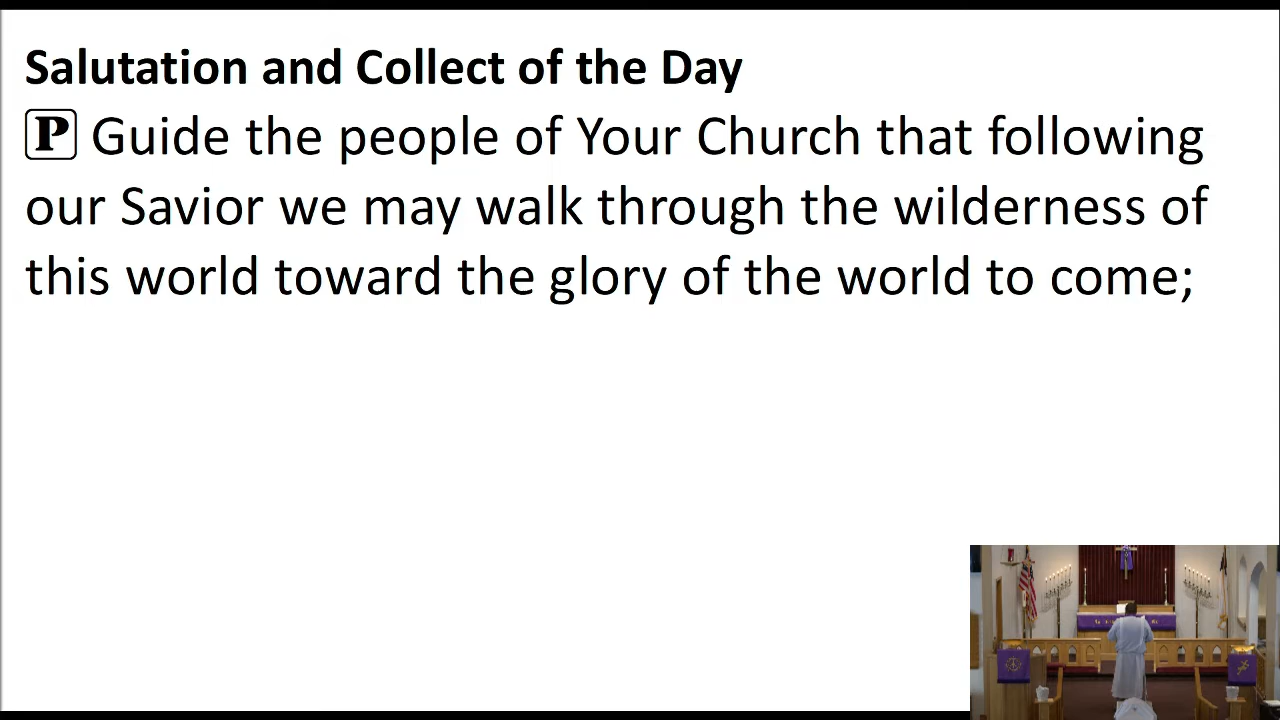 Salutation and Collect of the Day
P Guide the people of Your Church that following
our Savior we may walk through the wilderness of
this world toward the glory of the world to come;